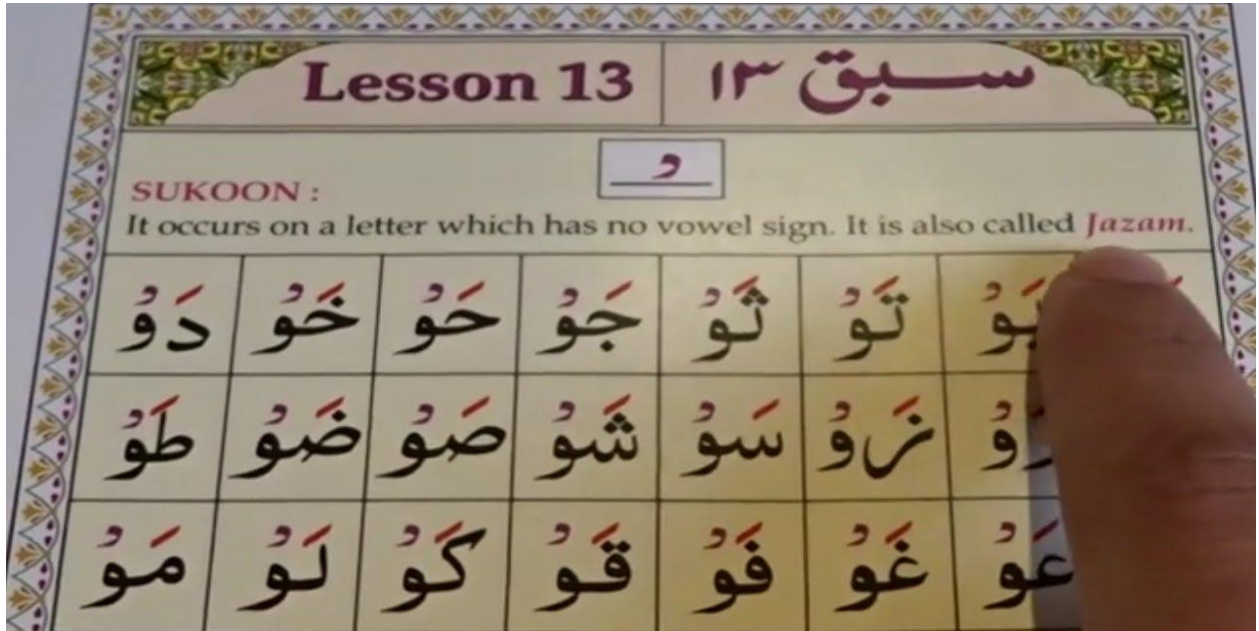 Lesson 13 سبق ۱۳
SUKOON :
It occurs on a letter which has no vowel sign. It is also called Jazam.
بَوْ تَوْ ثَوْ جَوْ حَوْ خَوْ دَوْ
زَوْ سَوْ شَوْ صَوْ ضَوْ طَوْ
عَوْ غَوْ فَوْ قَوْ كَوْ لَوْ مَوْ